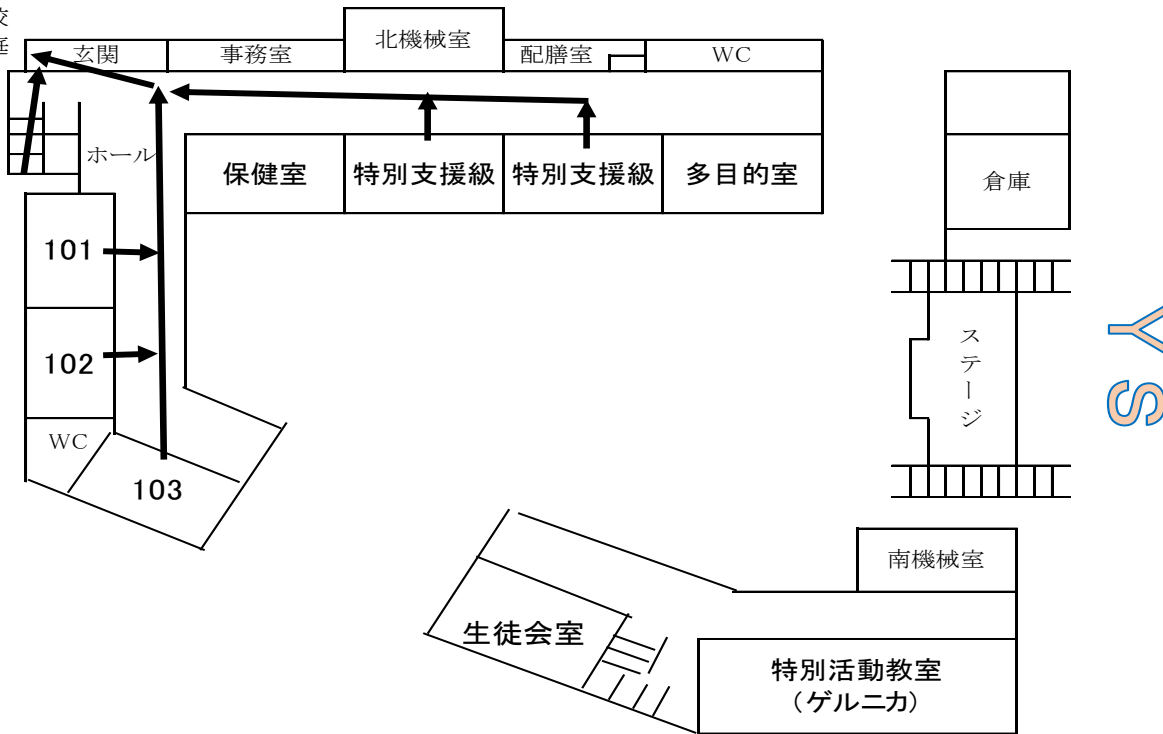 校
庭
玄関
事務室
北機械室
配膳室
WC
ホール
保健室
特別支援級
特別支援級
多目的室
倉庫
101
102
WC
103
ステージ
Y S
南機械室
生徒会室
特別活動教室
（ゲルニカ）